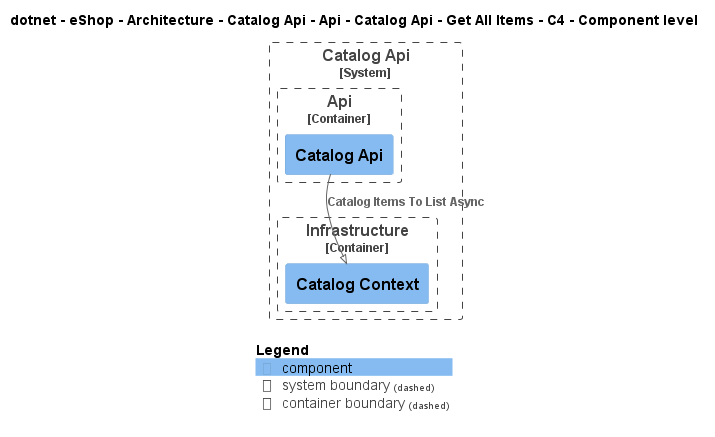 dotnet - eShop - Architecture - Catalog Api - Api - Catalog Api - Get All Items - C4 - Component level
Catalog Api
[System]
Api
[Container]
Catalog Api
Catalog Items To List Async
Infrastructure
[Container]
Catalog Context
Legend
component
system boundary (dashed)
container boundary (dashed)